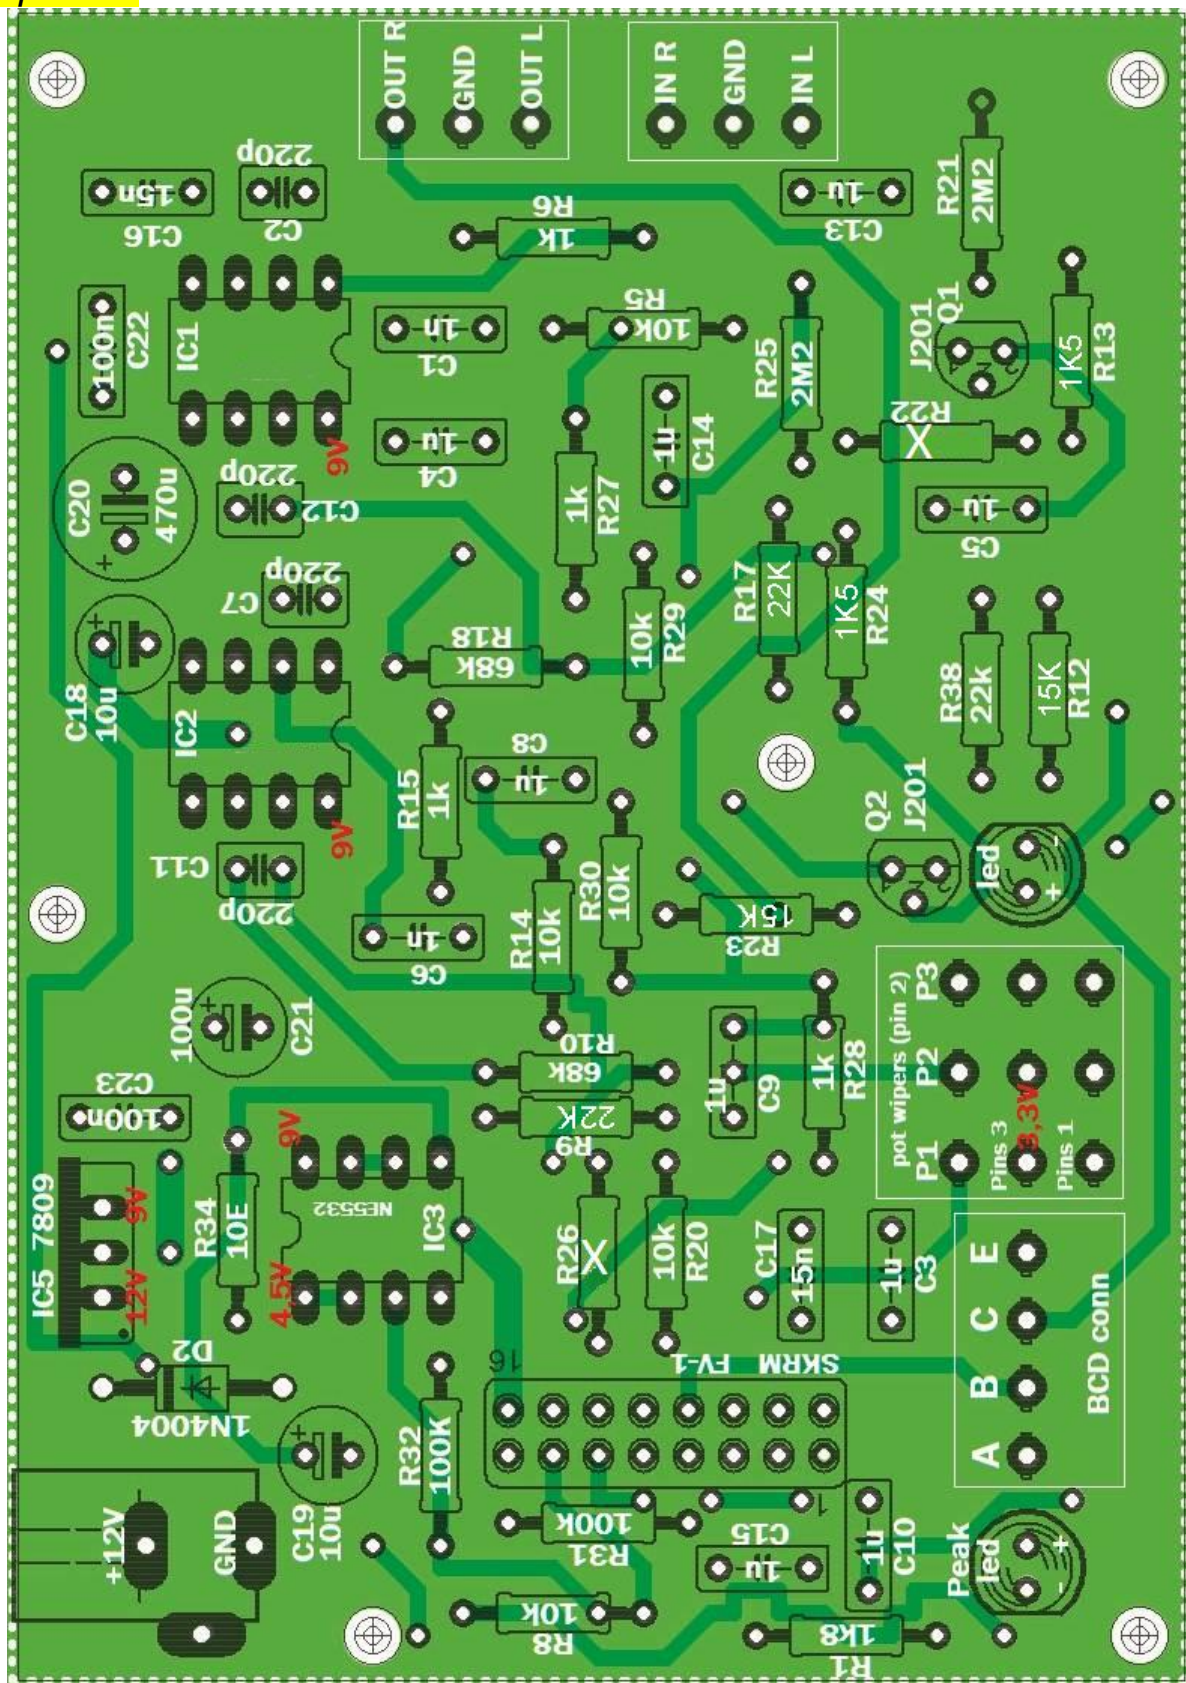 OUT R
GND
OUT L
IN R
GND
IN L
220p
C2
15n
C16
R6
1k
1u
C13
R21
2M2
100n
C22
IC1
1n
C1
R5
10k
R25
2M2
J201
Q1
1K5
R13
9V
1u
C4
1u
C14
R22
X
C20
470u
+
220p
C12
1k
R27
1u
C5
220p
C7
R17
22K
1K5
R24
10k
R29
R18
68k
C18
10u
IC2
R38
22k
15K
R12
C8
1u
R15
1k
9V
Q2
J201
C11
220p
R30
10k
R14
10k
15K
R23
led
-
+
1n
C6
100u
+
C21
pot wipers (pin 2)
P1
P2
P3
Pins 3
3,3V
Pins 1
R10
68k
22K
R9
1u
C9
1k
R28
C23
100n
IC5 7809
9V
12V
R34
10E
9V
NE5532
IC3
4.5V
R26
X
10k
R20
C17
15n
1u
C3
A
B
C
E
BCD conn
D2
1N4004
16
SKRM FV-1
1
R32
100K
+
C19
10u
+12V
GND
100k
R31
C15
1u
1u
C10
Peak
led
-
+
10k
R8
1k8
R1